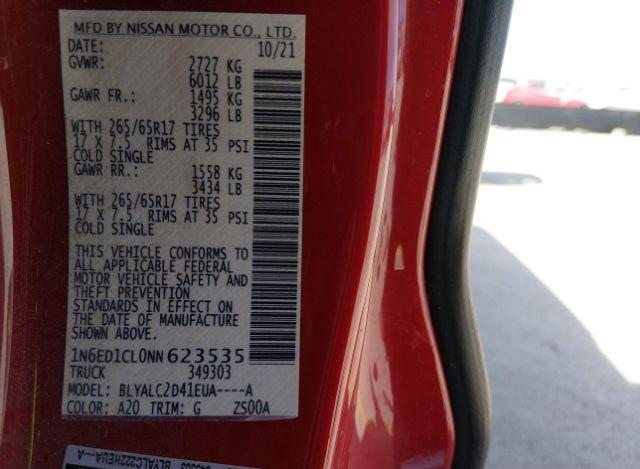 MFD BY NISSAN MOTOR CO., LTD.
DATE: 10/21
GVWR: 2727 KG
6012 LB
GAWR FR.: 1495 KG
3296 LB
WITH 265/65R17 TIRES
17 X 7.5 RIMS AT 35 PSI
COLD SINGLE
GAWR RR.: 1558 KG
3434 LB
WITH 265/65R17 TIRES
17 X 7.5 RIMS AT 35 PSI
COLD SINGLE
THIS VEHICLE CONFORMS TO
ALL APPLICABLE FEDERAL
MOTOR VEHICLE SAFETY AND
THEFT PREVENTION
STANDARDS IN EFFECT ON
THE DATE OF MANUFACTURE
SHOWN ABOVE.
1N6ED1CL0NN 623535
TRUCK 349303
MODEL: BLYALC2D41EUA----A
COLOR: A20 TRIM: G ZS00A
BLYALC222HEUA---A